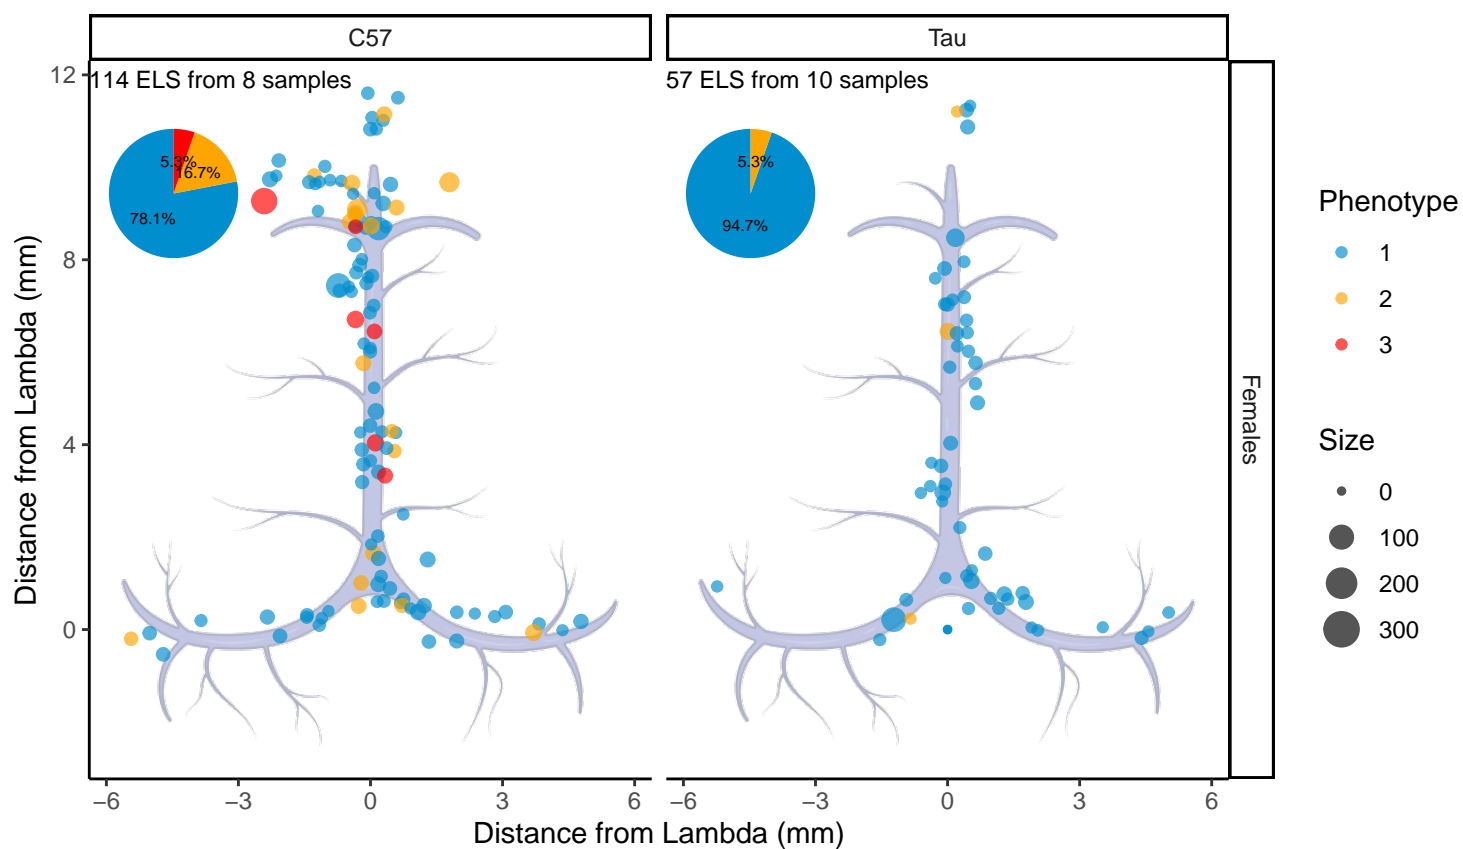 C57
Tau
114 ELS from 8 samples
57 ELS from 10 samples
5.3%
16.7%
78.1%
5.3%
94.7%
12
8
4
0
Distance from Lambda (mm)
−6 −3 0 3 6
−6 −3 0 3 6
Distance from Lambda (mm)
Females
Phenotype
1
2
3
Size
0
100
200
300